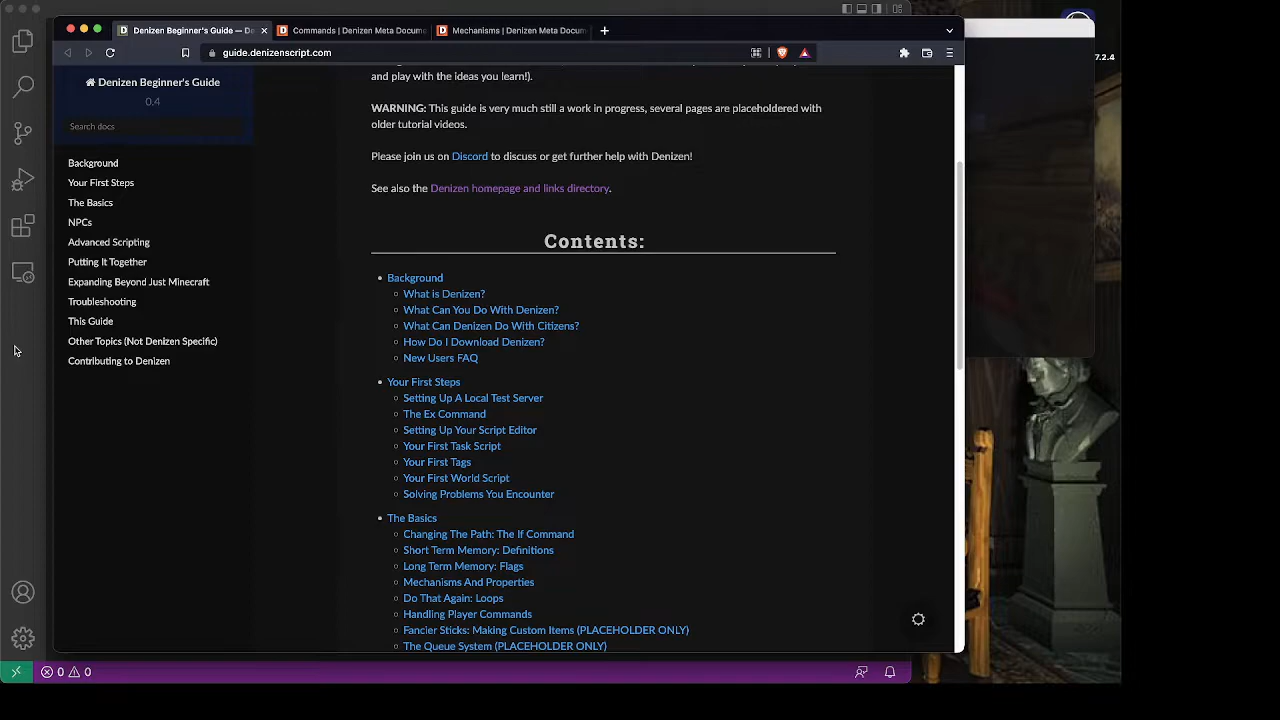 Denizen Beginner's Guide — Do
Commands | Denizen Meta Docume
Mechanisms | Denizen Meta Docum
guide.denizenscript.com
7.2.4
Denizen Beginner's Guide
0.4
Search docs
Background
Your First Steps
The Basics
NPCs
Advanced Scripting
Putting It Together
Expanding Beyond Just Minecraft
Troubleshooting
This Guide
Other Topics (Not Denizen Specific)
Contributing to Denizen
and play with the ideas you learn!).
WARNING: This guide is very much still a work in progress, several pages are placeholdered with
older tutorial videos.
Please join us on Discord to discuss or get further help with Denizen!
See also the Denizen homepage and links directory.
Contents:
Background
What is Denizen?
What Can You Do With Denizen?
What Can Denizen Do With Citizens?
How Do I Download Denizen?
New Users FAQ
Your First Steps
Setting Up A Local Test Server
The Ex Command
Setting Up Your Script Editor
Your First Task Script
Your First Tags
Your First World Script
Solving Problems You Encounter
The Basics
Changing The Path: The If Command
Short Term Memory: Definitions
Long Term Memory: Flags
Mechanisms And Properties
Do That Again: Loops
Handling Player Commands
Fancier Sticks: Making Custom Items (PLACEHOLDER ONLY)
The Queue System (PLACEHOLDER ONLY)
0 0